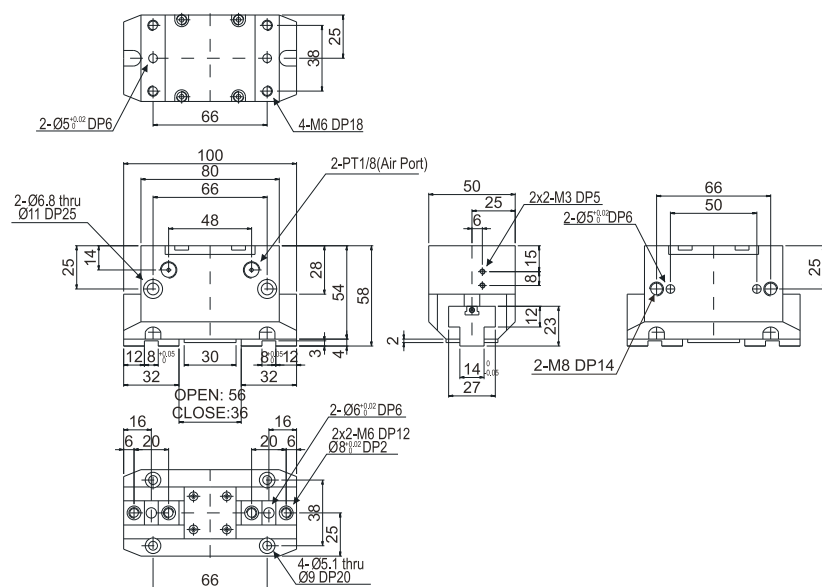 25
38
2-Ø5 +0.02 0 DP6
66
4-M6 DP18
100
80
66
2-PT1/8(Air Port)
2-Ø6.8 thru
Ø11 DP25
48
25
14
28
54
58
12
8 +0.05 0
30
8 +0.05 0
12
3
4
32
32
OPEN: 56
CLOSE:36
50
25
6
2x2-M3 DP5
15
8
12
23
2
14 0 -0.05
27
66
50
2-Ø5 +0.02 0 DP6
25
2-M8 DP14
16
16
2-Ø6 +0.02 0 DP6
6
20
20
6
2x2-M6 DP12
Ø8 +0.02 0 DP2
38
25
4-Ø5.1 thru
Ø9 DP20
66